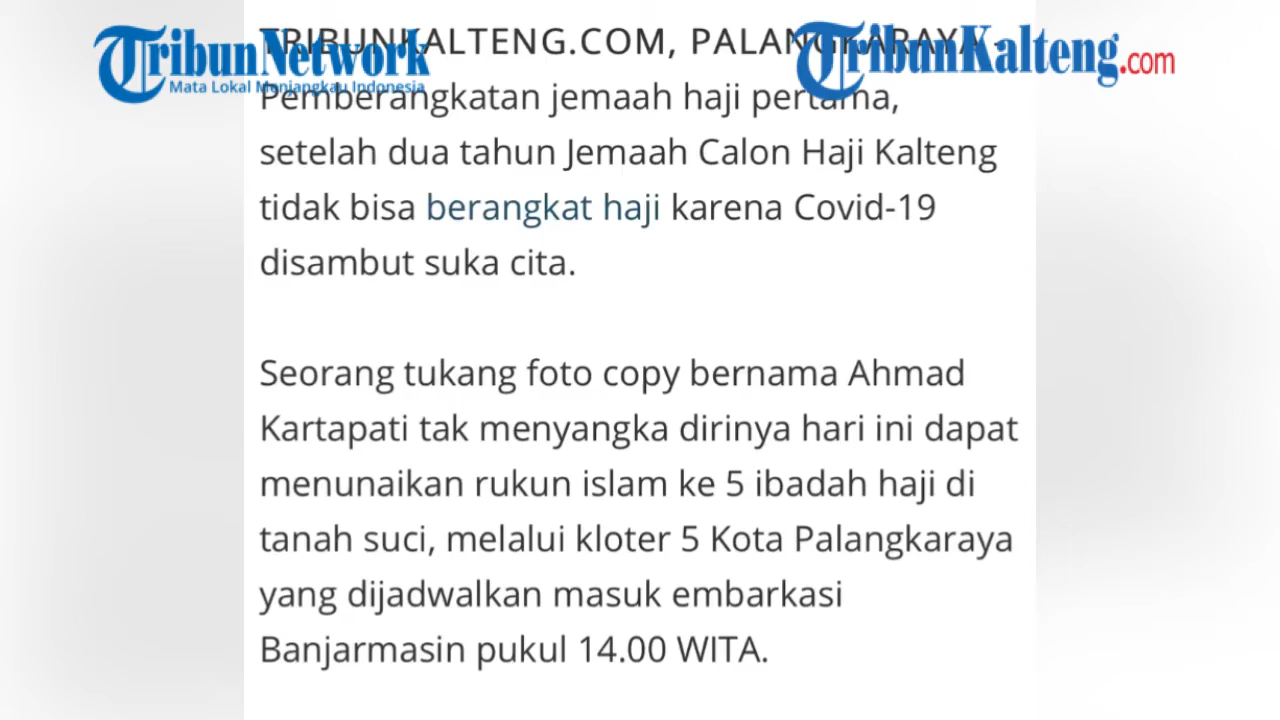 TribunNetwork
Mata Lokal Menjangkau Indonesia
TribunKalteng.com
TRIBUNKALTENG.COM, PALANGKARAYA -
Pemberangkatan jemaah haji pertama,
setelah dua tahun Jemaah Calon Haji Kalteng
tidak bisa berangkat haji karena Covid-19
disambut suka cita.
Seorang tukang foto copy bernama Ahmad
Kartapati tak menyangka dirinya hari ini dapat
menunaikan rukun islam ke 5 ibadah haji di
tanah suci, melalui kloter 5 Kota Palangkaraya
yang dijadwalkan masuk embarkasi
Banjarmasin pukul 14.00 WITA.